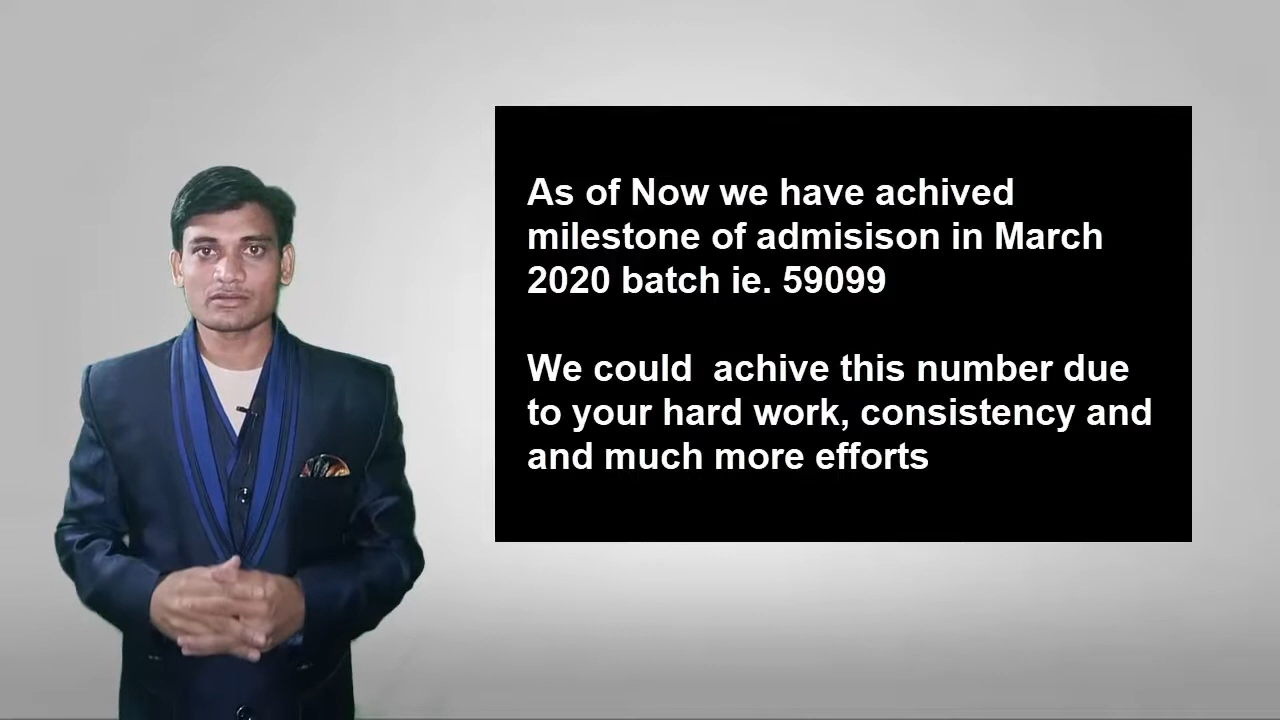 As of Now we have achived
milestone of admisison in March
2020 batch ie. 59099
We could  achive this number due
to your hard work, consistency and
and much more efforts